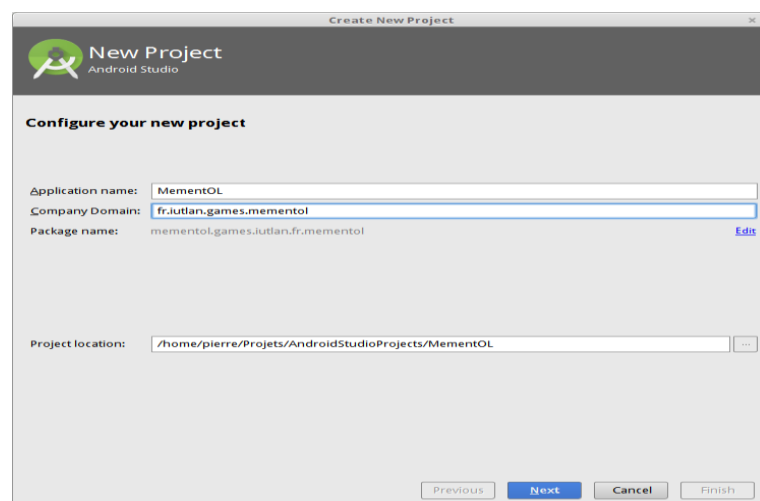 Create New Project
New Project
Android Studio
Configure your new project
Application name: MementOL
Company Domain: fr.iutlan.games.mementol
Package name: mementol.games.iutlan.fr.mementol Edit
Project location: /home/pierre/Projets/AndroidStudioProjects/MementOL ...
Previous Next Cancel Finish